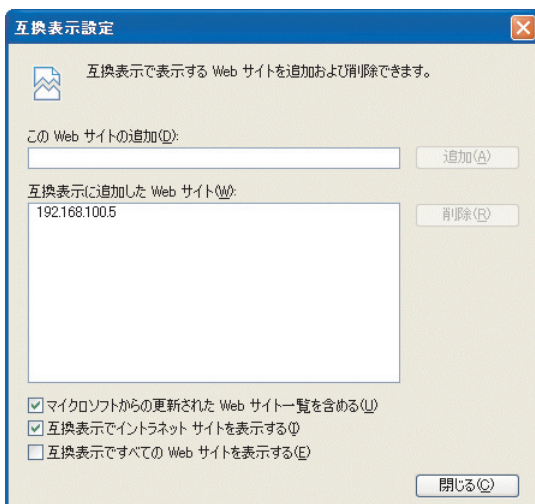 互換表示設定
互換表示で表示する Web サイトを追加および削除できます。
この Web サイトの追加(D):
追加(A)
互換表示に追加した Web サイト(W):
192.168.100.5
削除(R)
マイクロソフトからの更新された Web サイト一覧を含める(U)
互換表示でイントラネット サイトを表示する(I)
互換表示ですべての Web サイトを表示する(E)
閉じる(C)